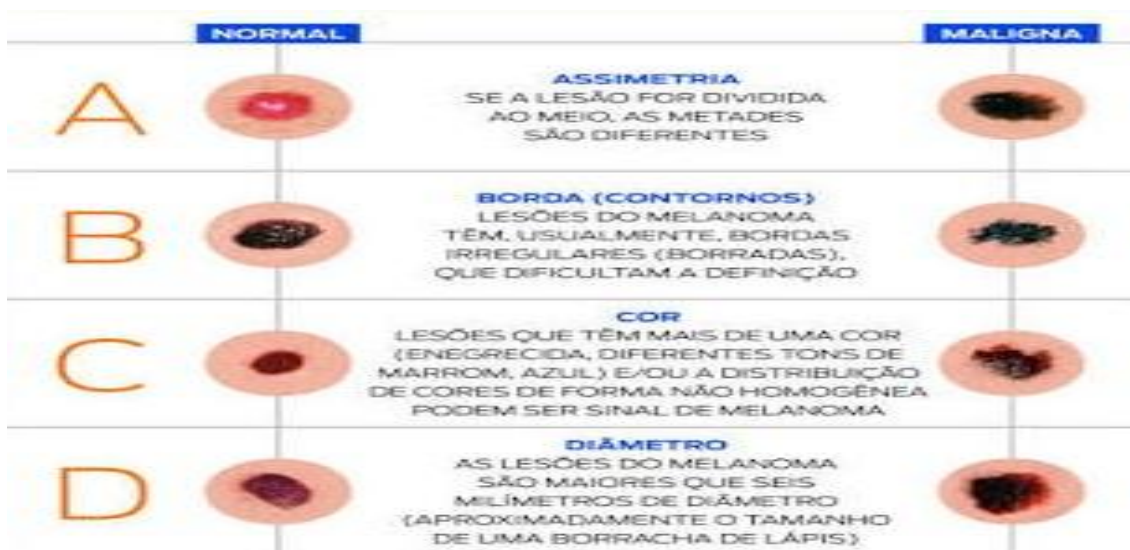 NORMAL
MALIGNA
A
ASSIMETRIA
SE A LESÃO FOR DIVIDIDA
AO MEIO, AS METADES
SÃO DIFERENTES
B
BORDA (CONTORNOS)
LESÕES DO MELANOMA
TÊM, USUALMENTE, BORDAS
IRREGULARES (BORRADAS),
QUE DIFICULTAM A DEFINIÇÃO
C
COR
LESÕES QUE TÊM MAIS DE UMA COR
(ENEGRECIDA, DIFERENTES TONS DE
MARROM, AZUL) E/OU A DISTRIBUIÇÃO
DE CORES DE FORMA NÃO HOMOGÊNEA
PODEM SER SINAL DE MELANOMA
D
DIÂMETRO
AS LESÕES DO MELANOMA
SÃO MAIORES QUE SEIS
MILÍMETROS DE DIÂMETRO
(APROXIMADAMENTE O TAMANHO
DE UMA BORRACHA DE LÁPIS)